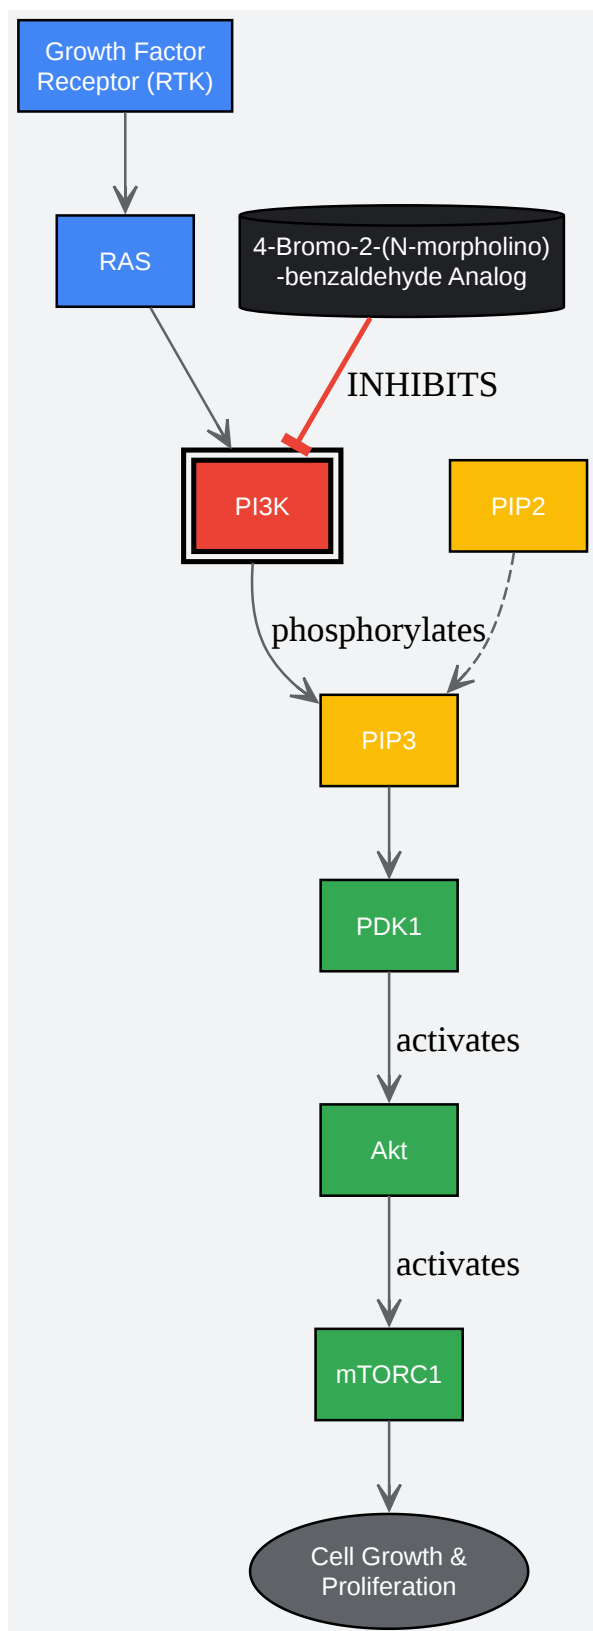 Growth Factor
Receptor (RTK)
RAS
4-Bromo-2-(N-morpholino)
-benzaldehyde Analog
INHIBITS
PI3K
PIP2
phosphorylates
PIP3
PDK1
activates
Akt
activates
mTORC1
Cell Growth &
Proliferation